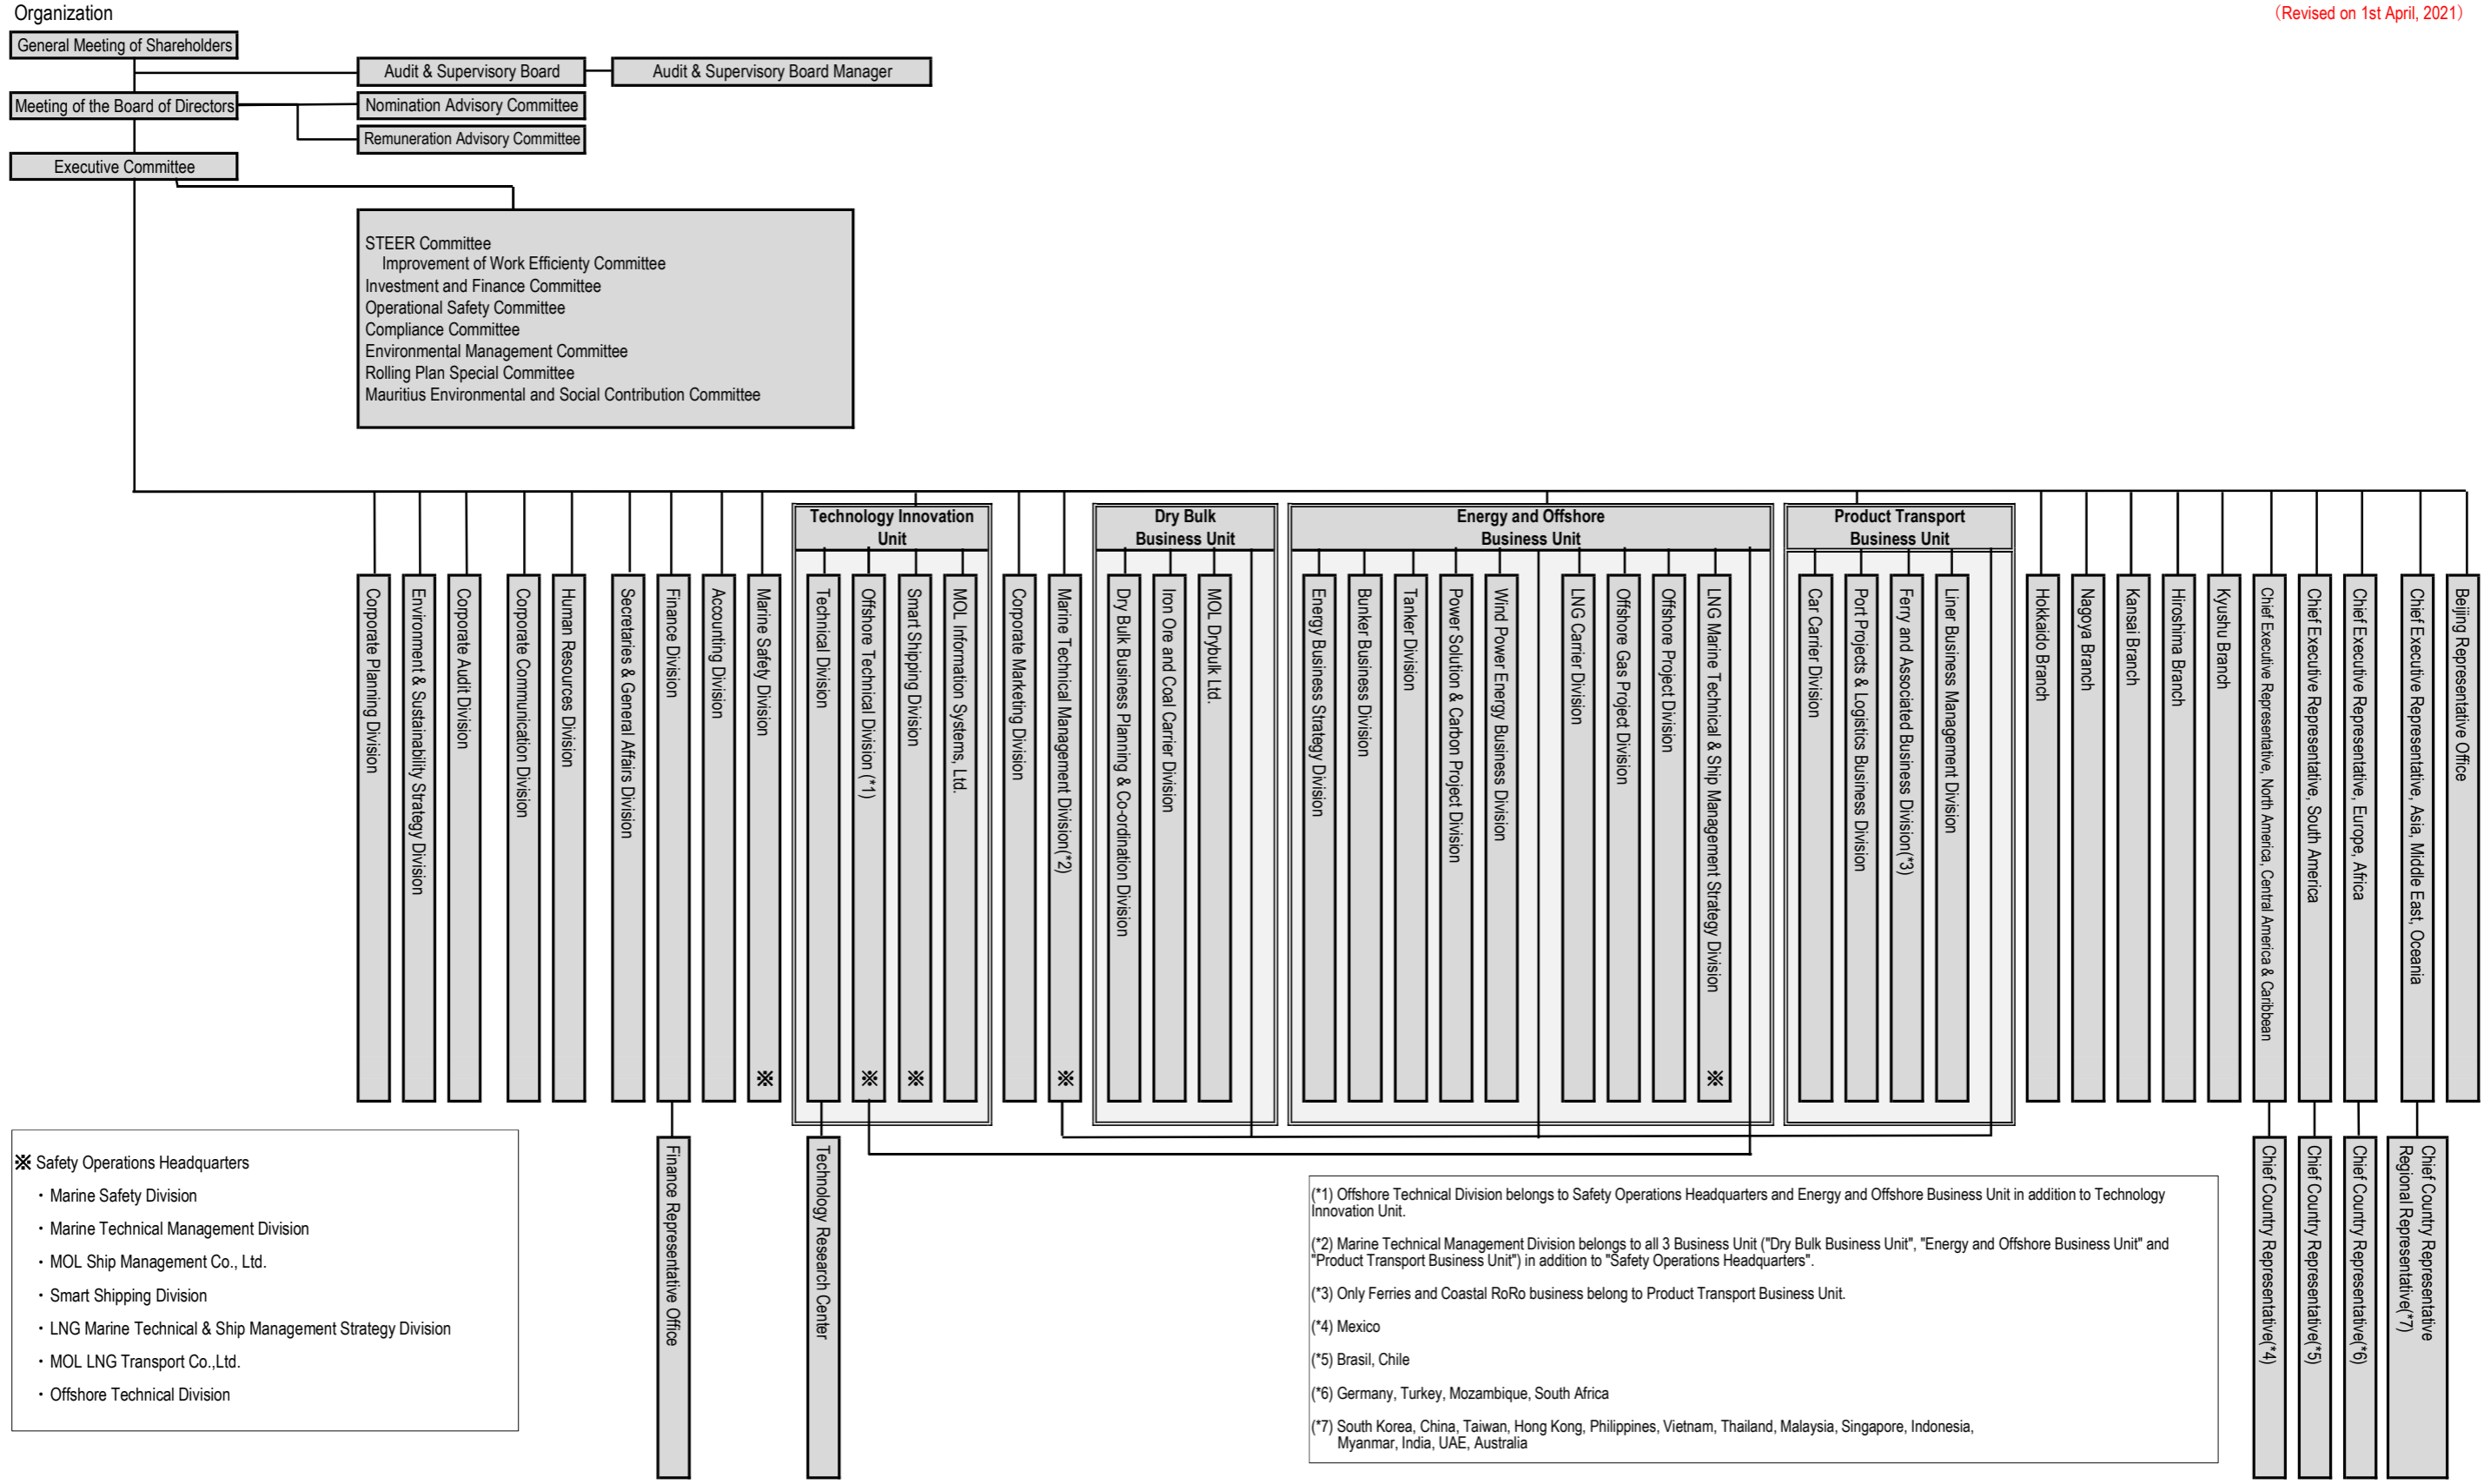 Organization
（Revised on 1st April, 2021）
General Meeting of Shareholders
Audit & Supervisory Board
Audit & Supervisory Board Manager
Meeting of the Board of Directors
Nomination Advisory Committee
Remuneration Advisory Committee
Executive Committee
STEER Committee
Improvement of Work Efficienty Committee
Investment and Finance Committee
Operational Safety Committee
Compliance Committee
Environmental Management Committee
Rolling Plan Special Committee
Mauritius Environmental and Social Contribution Committee
Technology Innovation
Unit
Dry Bulk
Business Unit
Energy and Offshore
Business Unit
Product Transport
Business Unit
Corporate Planning Division
Environment & Sustainability Strategy Division
Corporate Audit Division
Corporate Communication Division
Human Resources Division
Secretaries & General Affairs Division
Finance Division
Accounting Division
Marine Safety Division
※
Technical Division
Offshore Technical Division (*1)
※
Smart Shipping Division
※
MOL Information Systems, Ltd.
Corporate Marketing Division
Marine Technical Management Division(*2)
※
Dry Bulk Business Planning & Co-ordination Division
Iron Ore and Coal Carrier Division
MOL Drybulk Ltd.
Energy Business Strategy Division
Bunker Business Division
Tanker Division
Power Solution & Carbon Project Division
Wind Power Energy Business Division
LNG Carrier Division
Offshore Gas Project Division
Offshore Project Division
LNG Marine Technical & Ship Management Strategy Division
※
Car Carrier Division
Port Projects & Logistics Business Division
Ferry and Associated Business Division(*3)
Liner Business Management Division
Hokkaido Branch
Nagoya Branch
Kansai Branch
Hiroshima Branch
Kyushu Branch
Chief Executive Representative, North America, Central America & Caribbean
Chief Executive Representative, South America
Chief Executive Representative, Europe, Africa
Chief Executive Representative, Asia, Middle East, Oceania
Beijing Representative Office
Finance Representative Office
Technology Research Center
Chief Country Representative(*4)
Chief Country Representative(*5)
Chief Country Representative(*6)
Chief Country Representative
Regional Representative(*7)
※ Safety Operations Headquarters
・Marine Safety Division
・Marine Technical Management Division
・MOL Ship Management Co., Ltd.
・Smart Shipping Division
・LNG Marine Technical & Ship Management Strategy Division
・MOL LNG Transport Co.,Ltd.
・Offshore Technical Division
(*1) Offshore Technical Division belongs to Safety Operations Headquarters and Energy and Offshore Business Unit in addition to Technology
Innovation Unit.
(*2) Marine Technical Management Division belongs to all 3 Business Unit ("Dry Bulk Business Unit", "Energy and Offshore Business Unit" and
"Product Transport Business Unit") in addition to "Safety Operations Headquarters".
(*3) Only Ferries and Coastal RoRo business belong to Product Transport Business Unit.
(*4) Mexico
(*5) Brasil, Chile
(*6) Germany, Turkey, Mozambique, South Africa
(*7) South Korea, China, Taiwan, Hong Kong, Philippines, Vietnam, Thailand, Malaysia, Singapore, Indonesia,
Myanmar, India, UAE, Australia